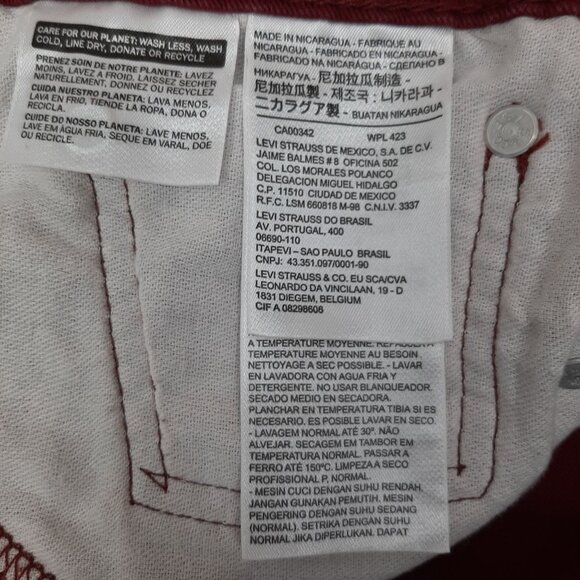 CARE FOR OUR PLANET: WASH LESS, WASH
COLD, LINE DRY, DONATE OR RECYCLE
PRENEZ SOIN DE NOTRE PLANETE: LAVEZ
MOINS, LAVEZ A FROID, LAISSEZ SECHER
NATURELLEMENT, DONNEZ OU RECYCLEZ
CUIDA NUESTRO PLANETA: LAVA MENOS,
LAVA EN FRIO, TIENDE LA ROPA, DONA O
RECICLA.
CUIDE DO NOSSO PLANETA: LAVE MENOS,
LAVE EM ÁGUA FRIA, SEQUE EM VARAL, DOE
OU RECICLE.
MADE IN NICARAGUA - FABRIQUE AU
NICARAGUA - FABRICADO EN NICARAGUA -
FABRICADO NA NICARÁGUA - СДЕЛАНО В
НИКАРАГУА - 尼加拉瓜制造 -
尼加拉瓜製 - 제조국 : 니카라과 -
ニカラグア製 - BUATAN NIKARAGUA
CA00342 WPL 423
LEVI STRAUSS DE MEXICO, S.A. DE C.V.
JAIME BALMES # 8 OFICINA 502
COL. LOS MORALES POLANCO
DELEGACION MIGUEL HIDALGO
C.P. 11510 CIUDAD DE MEXICO
R.F.C. LSM 660818 M-98 C.N.I.V. 3337
LEVI STRAUSS DO BRASIL
AV. PORTUGAL, 400
06690-110
ITAPEVI – SAO PAULO BRASIL
CNPJ: 43.351.097/0001-90
LEVI STRAUSS & CO. EU SCA/CVA
LEONARDO DA VINCILAAN, 19 - D
1831 DIEGEM, BELGIUM
CIF A 08298606
A TEMPERATURE MOYENNE. REPASSER A
TEMPERATURE MOYENNE AU BESOIN
NETTOYAGE A SEC POSSIBLE. - LAVAR
EN LAVADORA CON AGUA FRIA Y
DETERGENTE. NO USAR BLANQUEADOR.
SECADO MEDIO EN SECADORA.
PLANCHAR EN TEMPERATURA TIBIA SI ES
NECESARIO. ES POSIBLE LAVAR EN SECO.
- LAVAGEM NORMAL ATÉ 30º. NÃO
ALVEJAR. SECAGEM EM TAMBOR EM
TEMPERATURA NORMAL. PASSAR A
FERRO ATÉ 150ºC. LIMPEZA A SECO
PROFISSIONAL P, NORMAL.
- MESIN CUCI DENGAN SUHU RENDAH.
JANGAN GUNAKAN PEMUTIH. MESIN
PENGERING DENGAN SUHU SEDANG
(NORMAL). SETRIKA DENGAN SUHU
NORMAL JIKA DIPERLUKAN. DAPAT